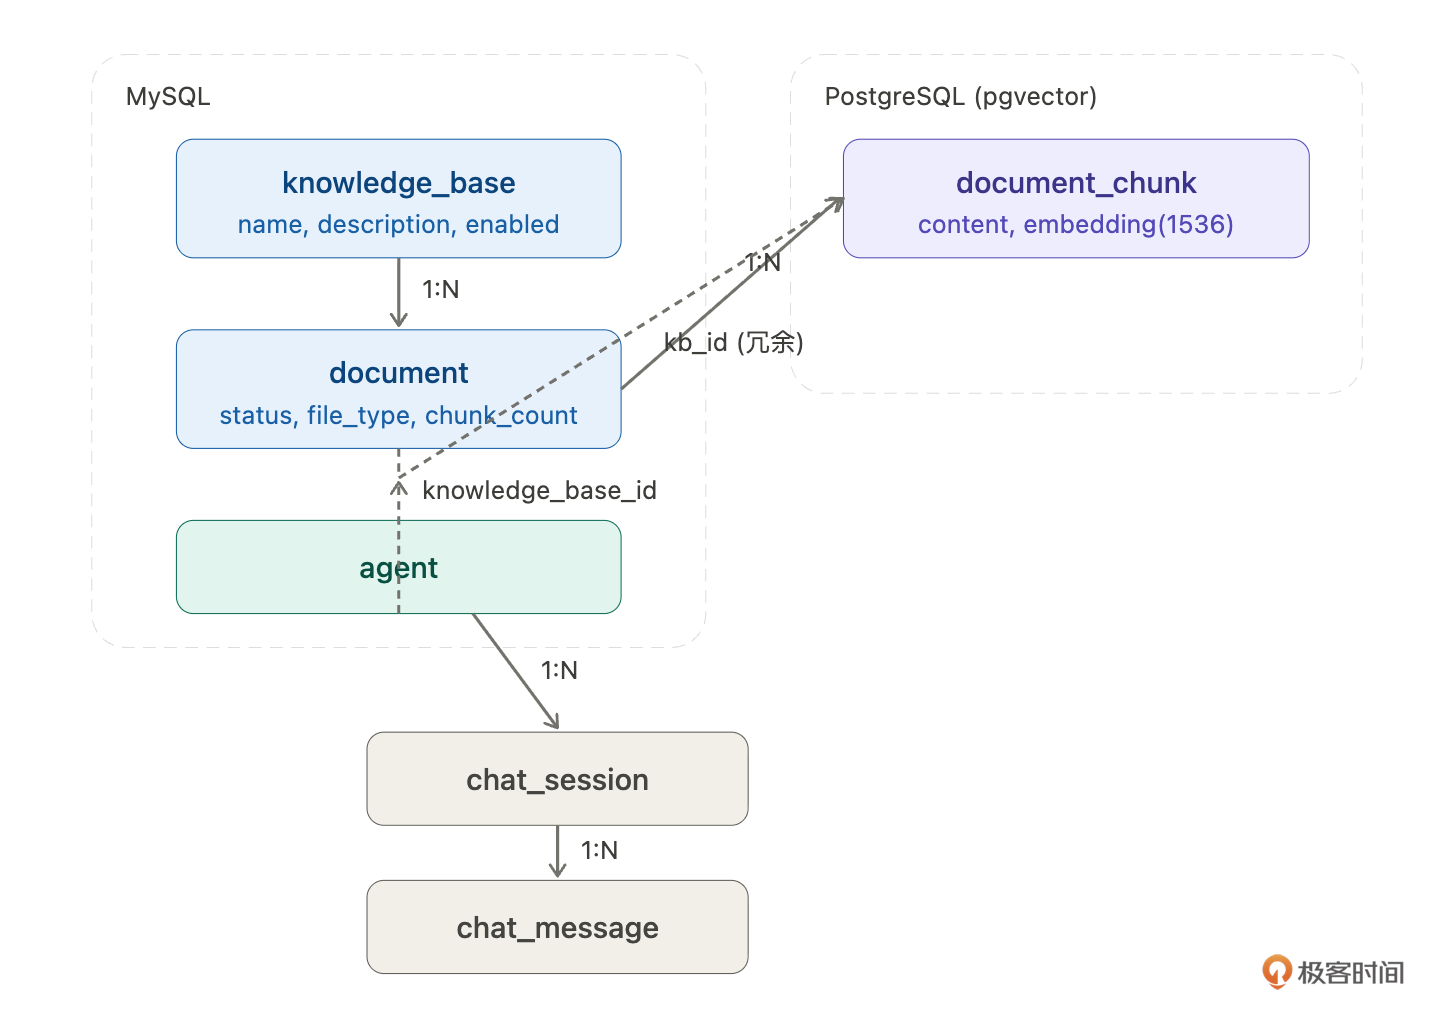 MySQL
PostgreSQL (pgvector)
knowledge_base
name, description, enabled
document_chunk
content, embedding(1536)
1:N
1:N
kb_id (冗余)
document
status, file_type, chunk_count
knowledge_base_id
agent
1:N
chat_session
1:N
chat_message
极客时间